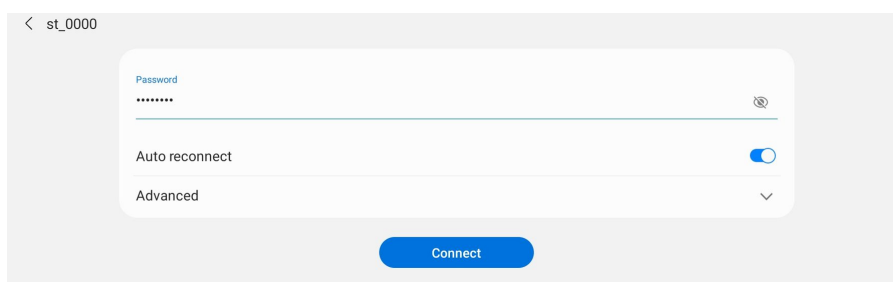 st_0000
Password
••••••••
Auto reconnect
Advanced
Connect